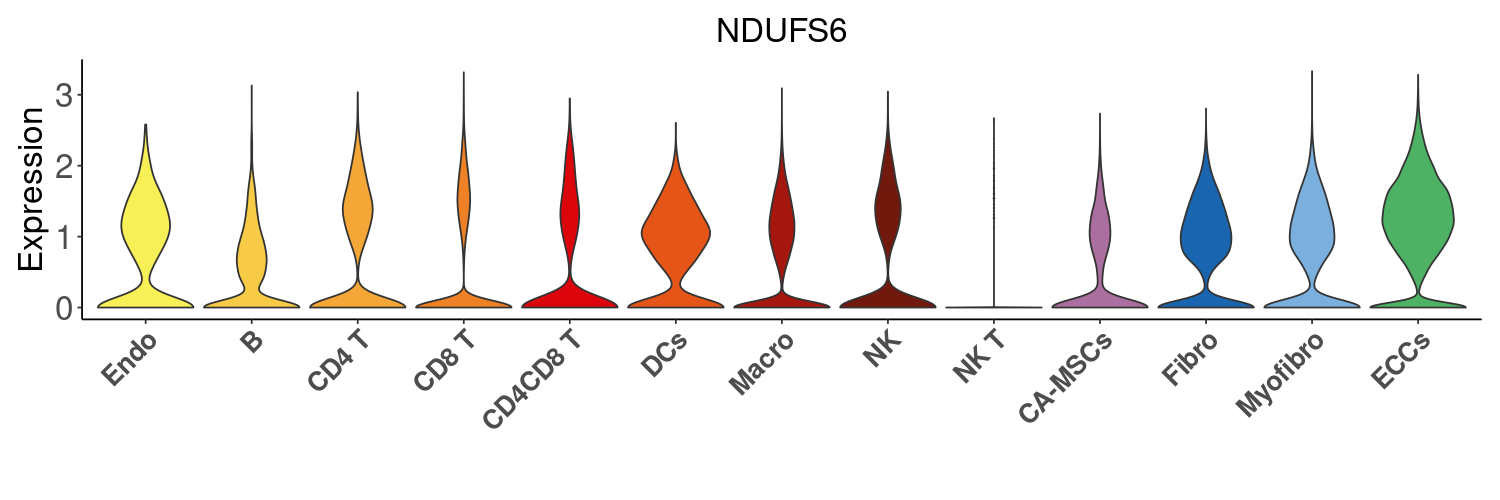 NDUFS6
Expression
3
2
1
0
Endo
B
CD4 T
CD8 T
CD4CD8 T
DCs
Macro
NK
NK T
CA-MSCs
Fibro
Myofibro
ECCs